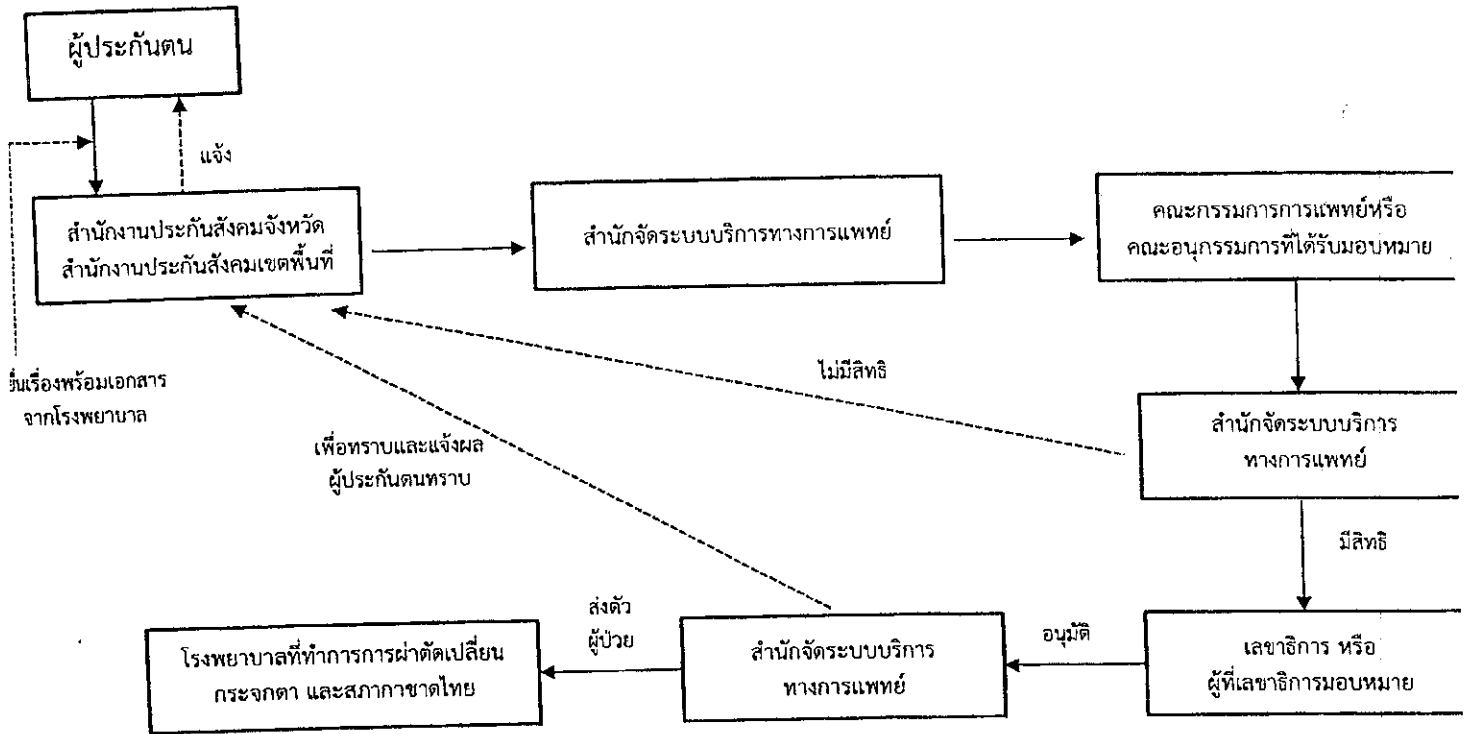 ผู้ประกันตน
แจ้ง
สำนักงานประกันสังคมจังหวัด
สำนักงานประกันสังคมเขตพื้นที่
สำนักจัดระบบบริการทางการแพทย์
คณะกรรมการการแพทย์หรือ
คณะอนุกรรมการที่ได้รับมอบหมาย
ยื่นเรื่องพร้อมเอกสาร
จากโรงพยาบาล
ไม่มีสิทธิ
เพื่อทราบและแจ้งผล
ผู้ประกันตนทราบ
สำนักจัดระบบบริการ
ทางการแพทย์
มีสิทธิ
โรงพยาบาลที่ทำการการผ่าตัดเปลี่ยน
กระจกตา และสภากาชาดไทย
ส่งตัว
ผู้ป่วย
สำนักจัดระบบบริการ
ทางการแพทย์
อนุมัติ
เลขาธิการ หรือ
ผู้ที่เลขาธิการมอบหมาย